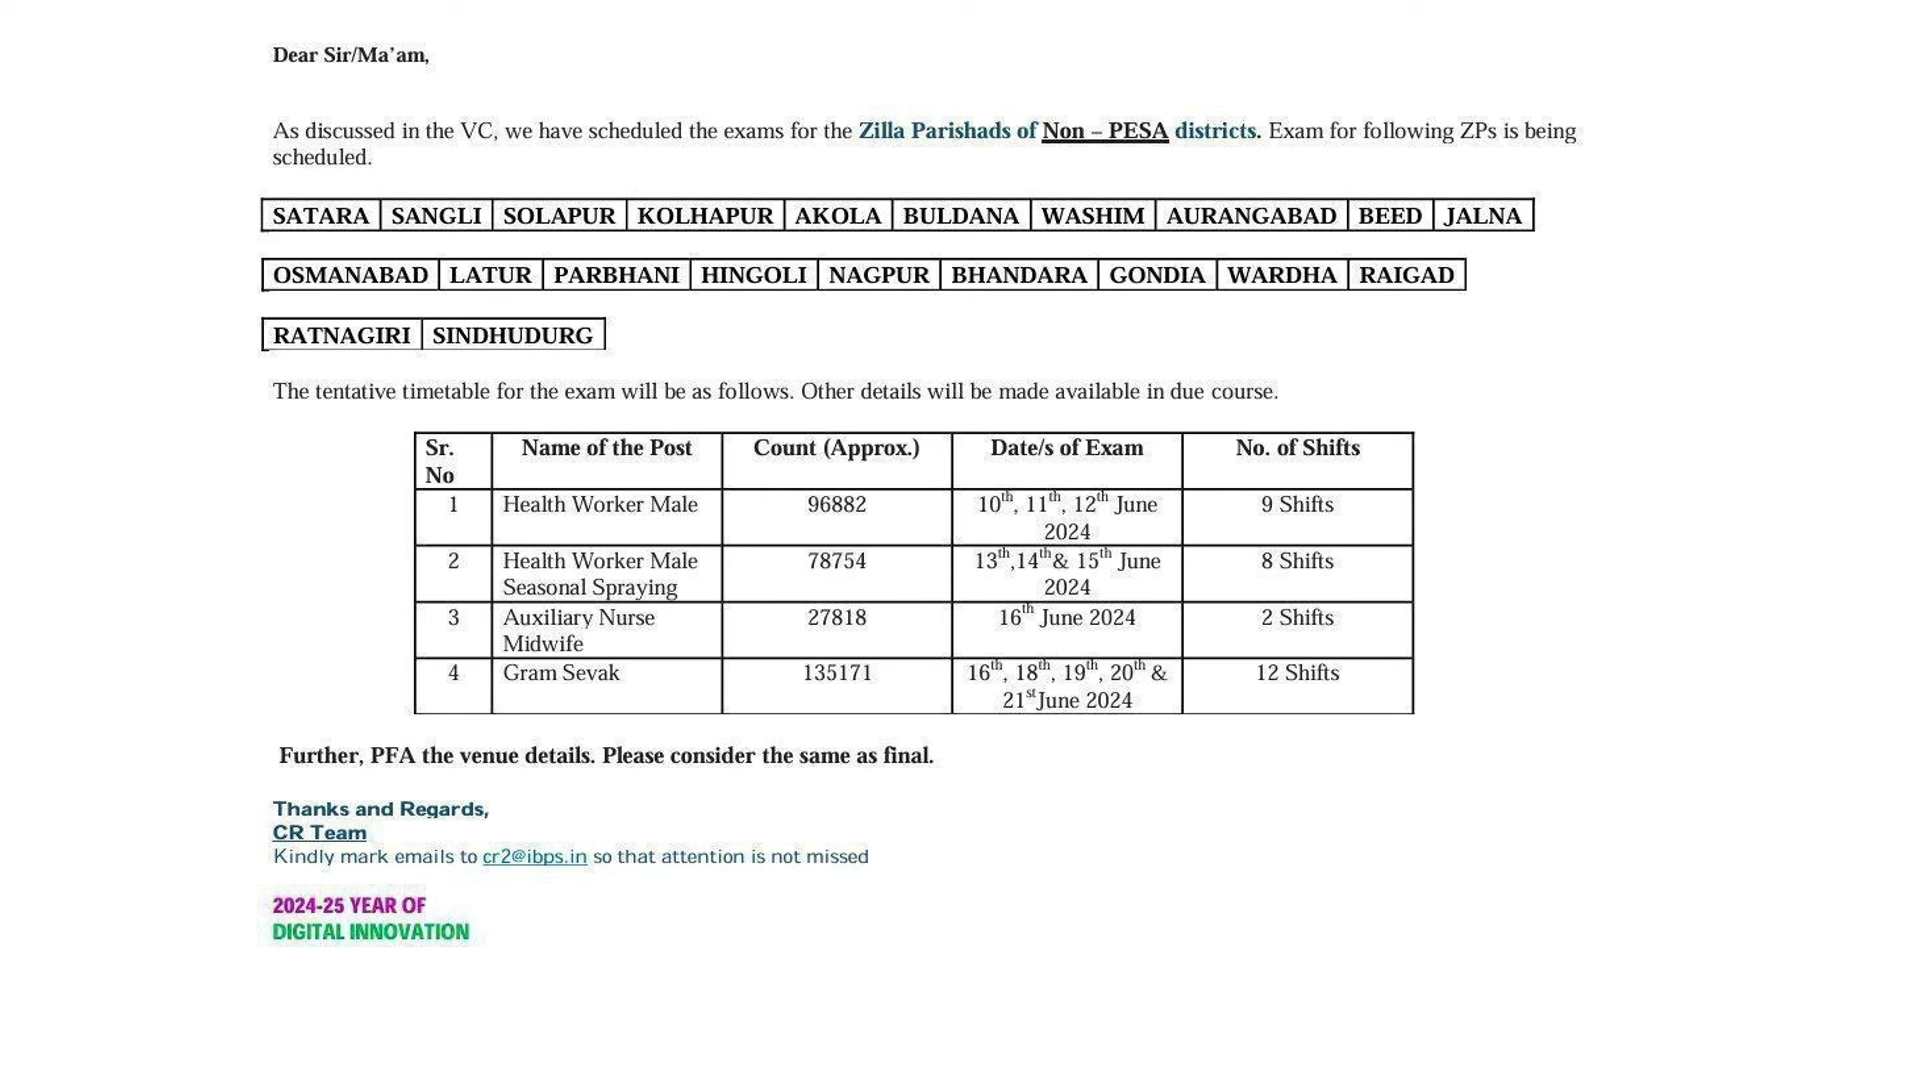 Dear Sir/Ma’am,
As discussed in the VC, we have scheduled the exams for the Zilla Parishads of Non – PESA districts. Exam for following ZPs is being
scheduled.
SATARA SANGLI SOLAPUR KOLHAPUR AKOLA BULDANA WASHIM AURANGABAD BEED JALNA
OSMANABAD LATUR PARBHANI HINGOLI NAGPUR BHANDARA GONDIA WARDHA RAIGAD
RATNAGIRI SINDHUDURG
The tentative timetable for the exam will be as follows. Other details will be made available in due course.
Sr. Name of the Post Count (Approx.) Date/s of Exam No. of Shifts
No
1 Health Worker Male 96882 10th, 11th, 12th June 9 Shifts
2024
2 Health Worker Male 78754 13th,14th& 15th June 8 Shifts
Seasonal Spraying 2024
3 Auxiliary Nurse 27818 16th June 2024 2 Shifts
Midwife
4 Gram Sevak 135171 16th, 18th, 19th, 20th & 12 Shifts
21stJune 2024
Further, PFA the venue details. Please consider the same as final.
Thanks and Regards,
CR Team
Kindly mark emails to cr2@ibps.in so that attention is not missed
2024-25 YEAR OF
DIGITAL INNOVATION